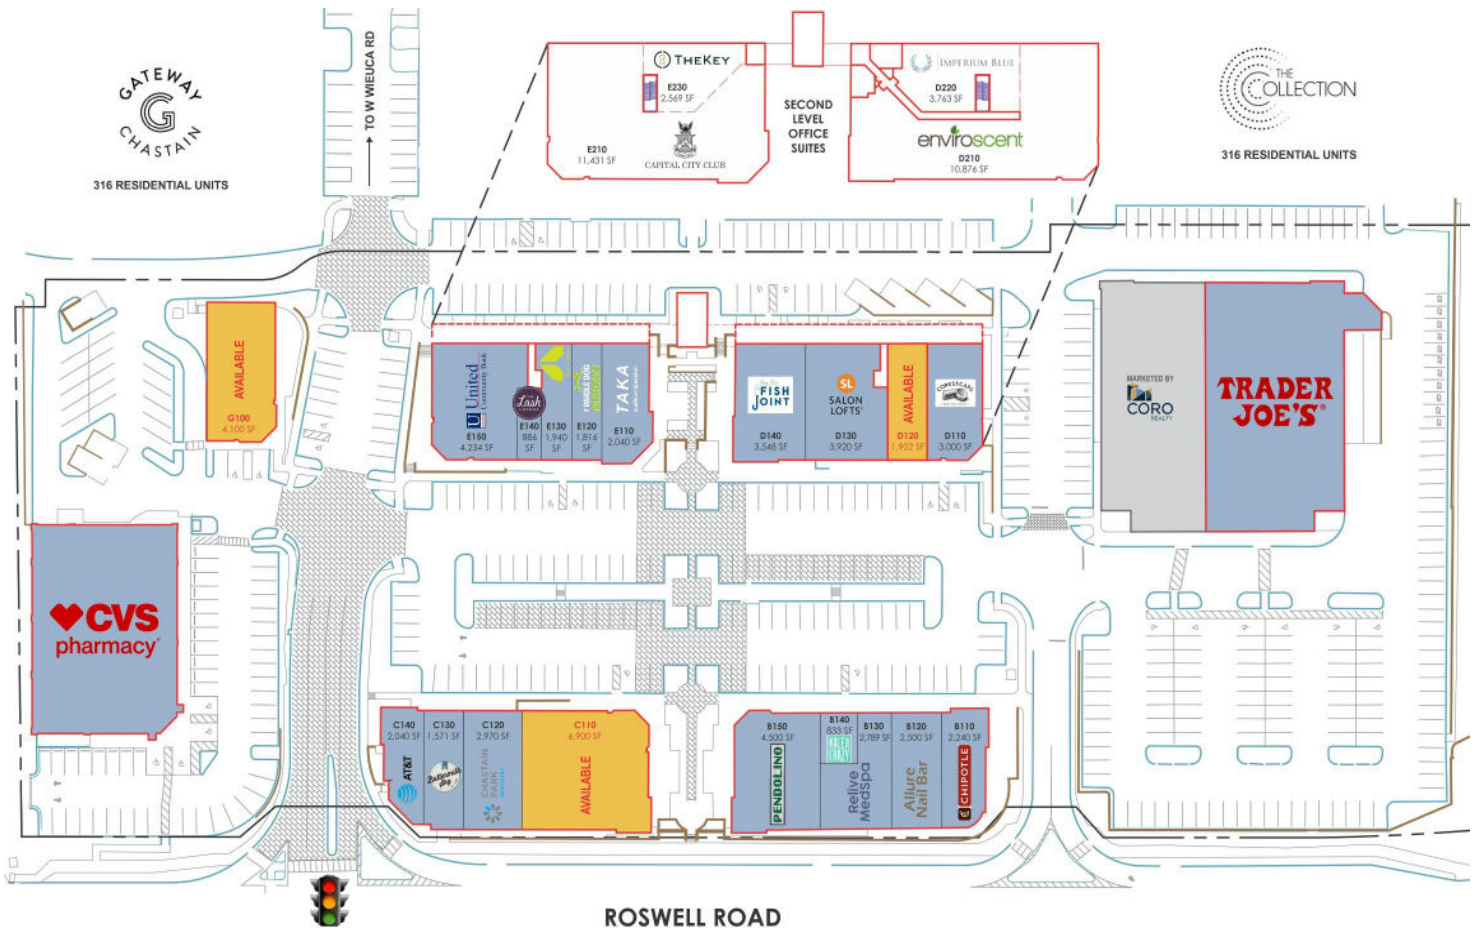 GATEWAY
G
CHASTAIN
316 RESIDENTIAL UNITS
TO W WIEUCA RD
THEKEY
E230
2,569 SF
E210
11,431 SF
CAPITAL CITY CLUB
SECOND
LEVEL
OFFICE
SUITES
IMPERIUM BLUE
D220
3,763 SF
enviroscent
D210
10,876 SF
THE
COLLECTION
316 RESIDENTIAL UNITS
AVAILABLE
G100
4,100 SF
United
Community Bank
E150
4,234 SF
Lash
LOUNGE
E140
886
SF
E130
1,940
SF
WHOLE DOG
MARKET
E120
1,816
SF
TAKA
E110
2,040 SF
FISH
JOINT
D140
3,548 SF
SL
SALON
LOFTS
D130
3,920 SF
AVAILABLE
D120
1,902 SF
CORKSCREW
D110
3,000 SF
MARKETED BY
CORO
REALTY
TRADER
JOE'S®
CVS
pharmacy®
C140
2,040 SF
AT&T
C130
1,571 SF
Buttermilk
Sky
C120
2,970 SF
CHASTAIN
PARK
C110
6,900 SF
AVAILABLE
B150
4,500 SF
PENDOLINO
B140
833 SF
B130
2,789 SF
Relive
Medspa
B120
2,500 SF
Allure
Nail Bar
B110
2,240 SF
CHIPOTLE
ROSWELL ROAD